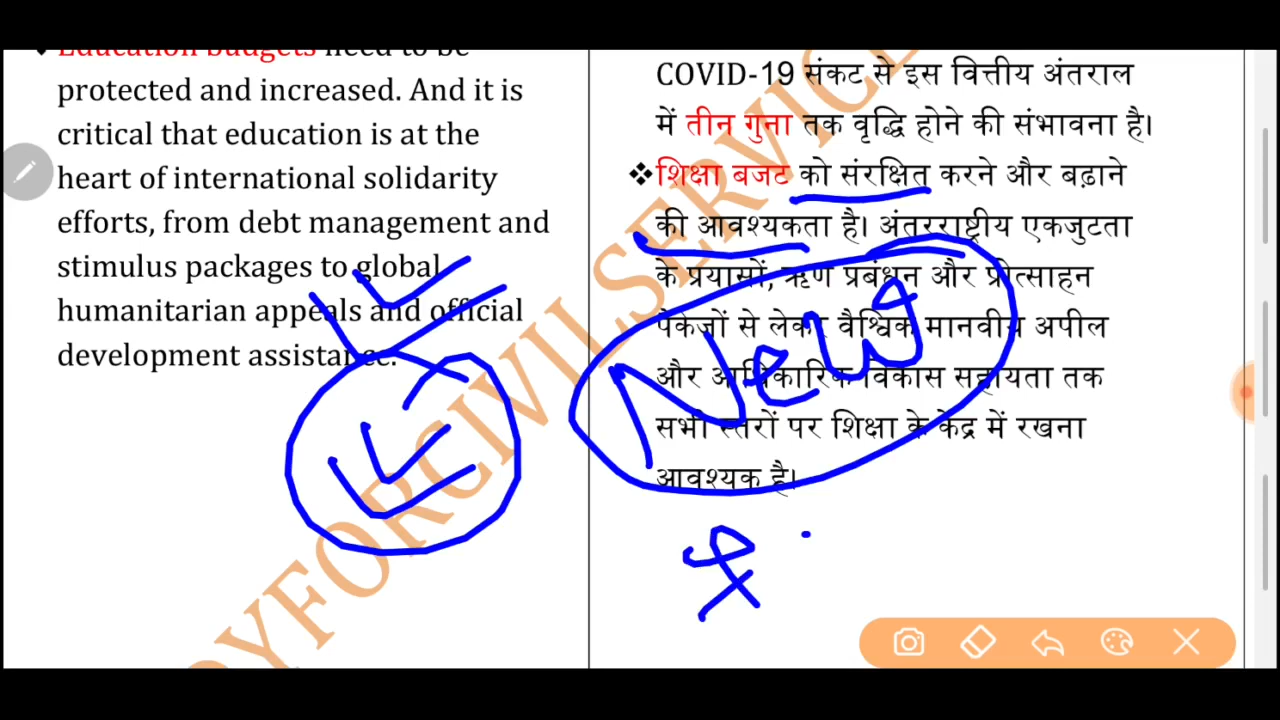 Education budgets need to be
protected and increased. And it is
critical that education is at the
heart of international solidarity
efforts, from debt management and
stimulus packages to global
humanitarian appeals and official
development assistance.
COVID-19 संकट से इस वित्तीय अंतराल
में तीन गुना तक वृद्धि होने की संभावना है।
❖शिक्षा बजट को संरक्षित करने और बढ़ाने
की आवश्यकता है। अंतरराष्ट्रीय एकजुटता
के प्रयासों, ऋण प्रबंधन और प्रोत्साहन
पैकेजों से लेकर वैश्विक मानवीय अपील
और आधिकारिक विकास सहायता तक
सभी स्तरों पर शिक्षा के केंद्र में रखना
आवश्यक है।
YFORCIVILSERVICE